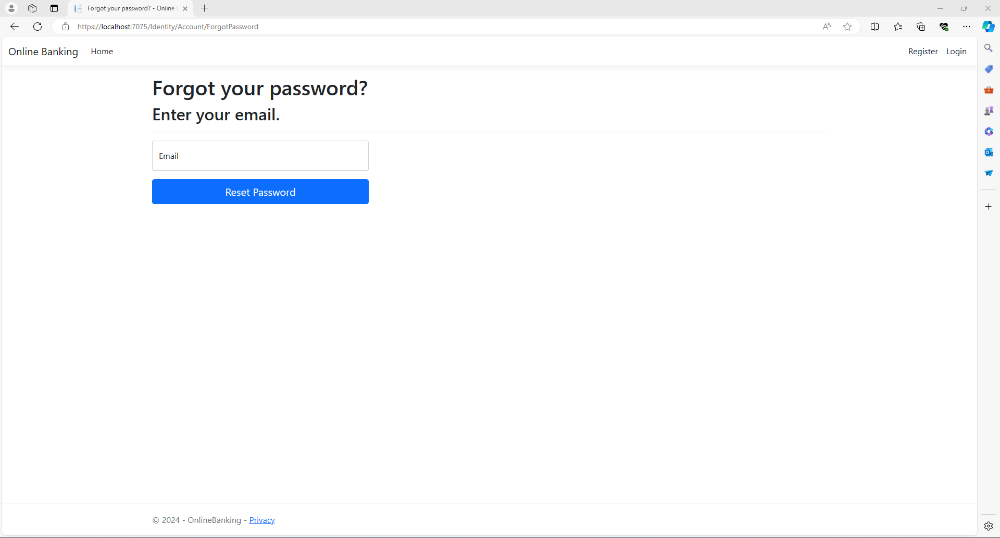 Forgot your password? - Online
https://localhost:7075/Identity/Account/ForgotPassword
Online Banking Home Register Login
Forgot your password?
Enter your email.
Email
Reset Password
© 2024 - OnlineBanking - Privacy